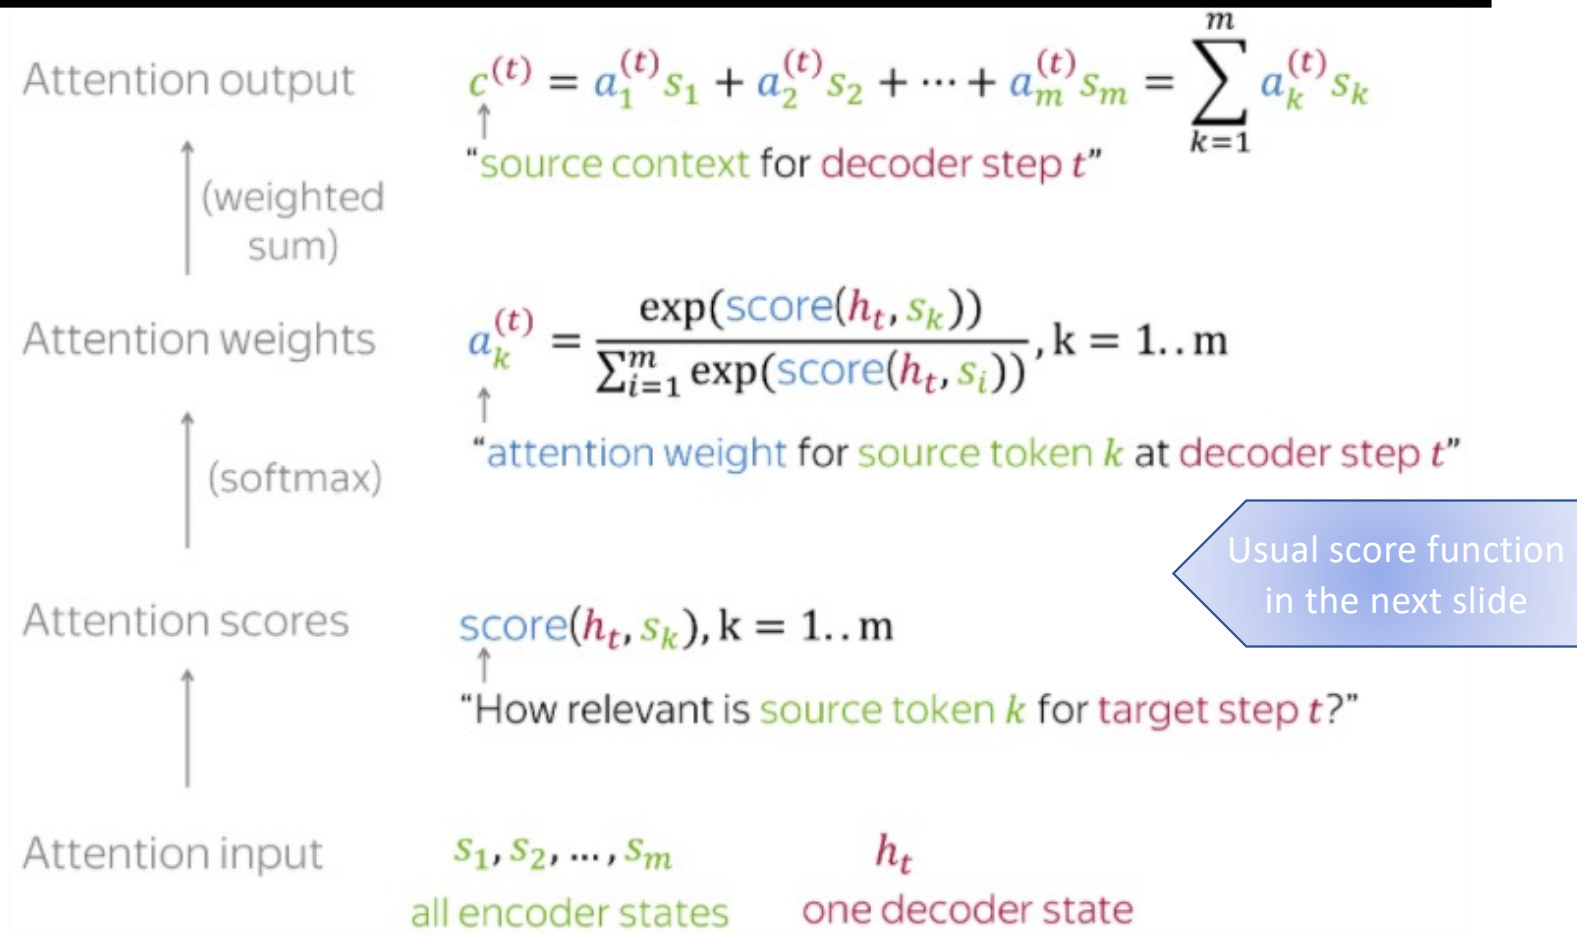 Attention output
c^(t) = a_1^(t) s_1 + a_2^(t) s_2 + ⋯ + a_m^(t) s_m = ∑_{k=1}^{m} a_k^(t) s_k
“source context for decoder step t”
(weighted
sum)
Attention weights
a_k^(t) = exp(score(h_t, s_k)) / ∑_{i=1}^{m} exp(score(h_t, s_i)), k = 1..m
“attention weight for source token k at decoder step t”
(softmax)
Usual score function
in the next slide
Attention scores
score(h_t, s_k), k = 1..m
“How relevant is source token k for target step t?”
Attention input
s_1, s_2, …, s_m
h_t
all encoder states
one decoder state